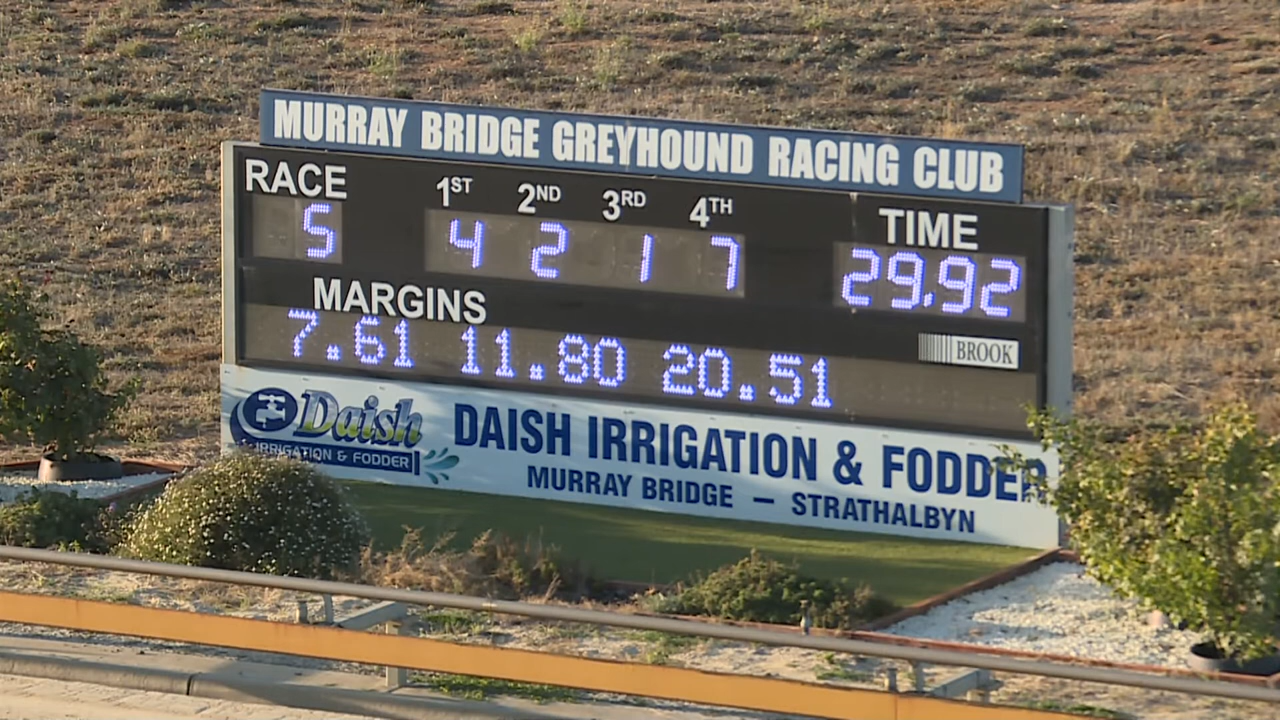 MURRAY BRIDGE GREYHOUND RACING CLUB
RACE 1ST 2ND 3RD 4TH TIME
5 4 2 1 7 29.92
MARGINS
7.61 11.80 20.51
BROOK
Daish
IRRIGATION & FODDER
DAISH IRRIGATION & FODDER
MURRAY BRIDGE – STRATHALBYN